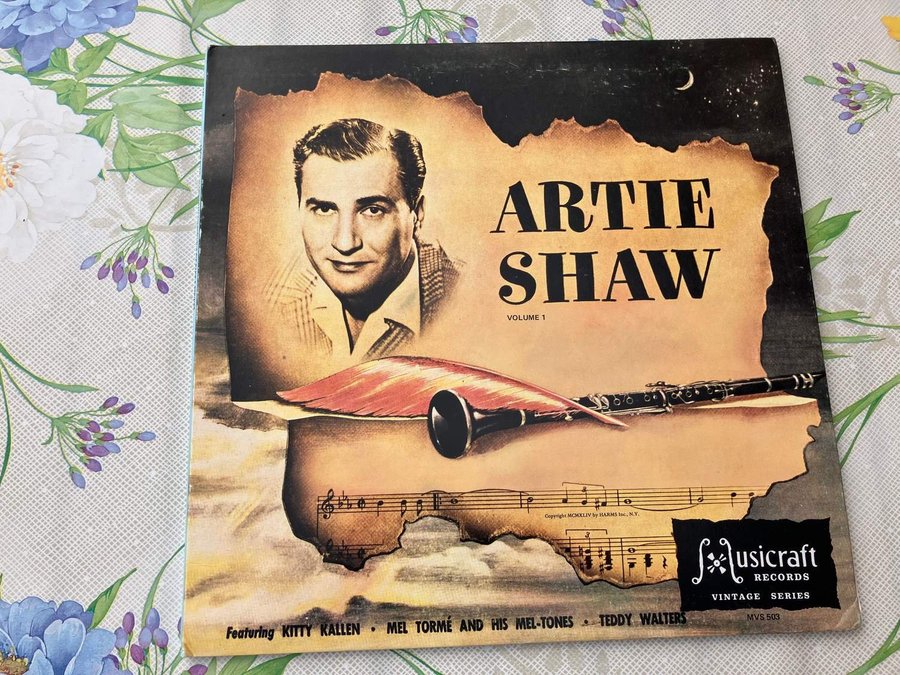 ARTIE
SHAW
VOLUME 1
Copyright MCMXLIV by HARMS Inc., N.Y.
Musicraft
RECORDS
VINTAGE SERIES
MVS 503
Featuring KITTY KALLEN • MEL TORMÉ AND HIS MEL-TONES • TEDDY WALTERS